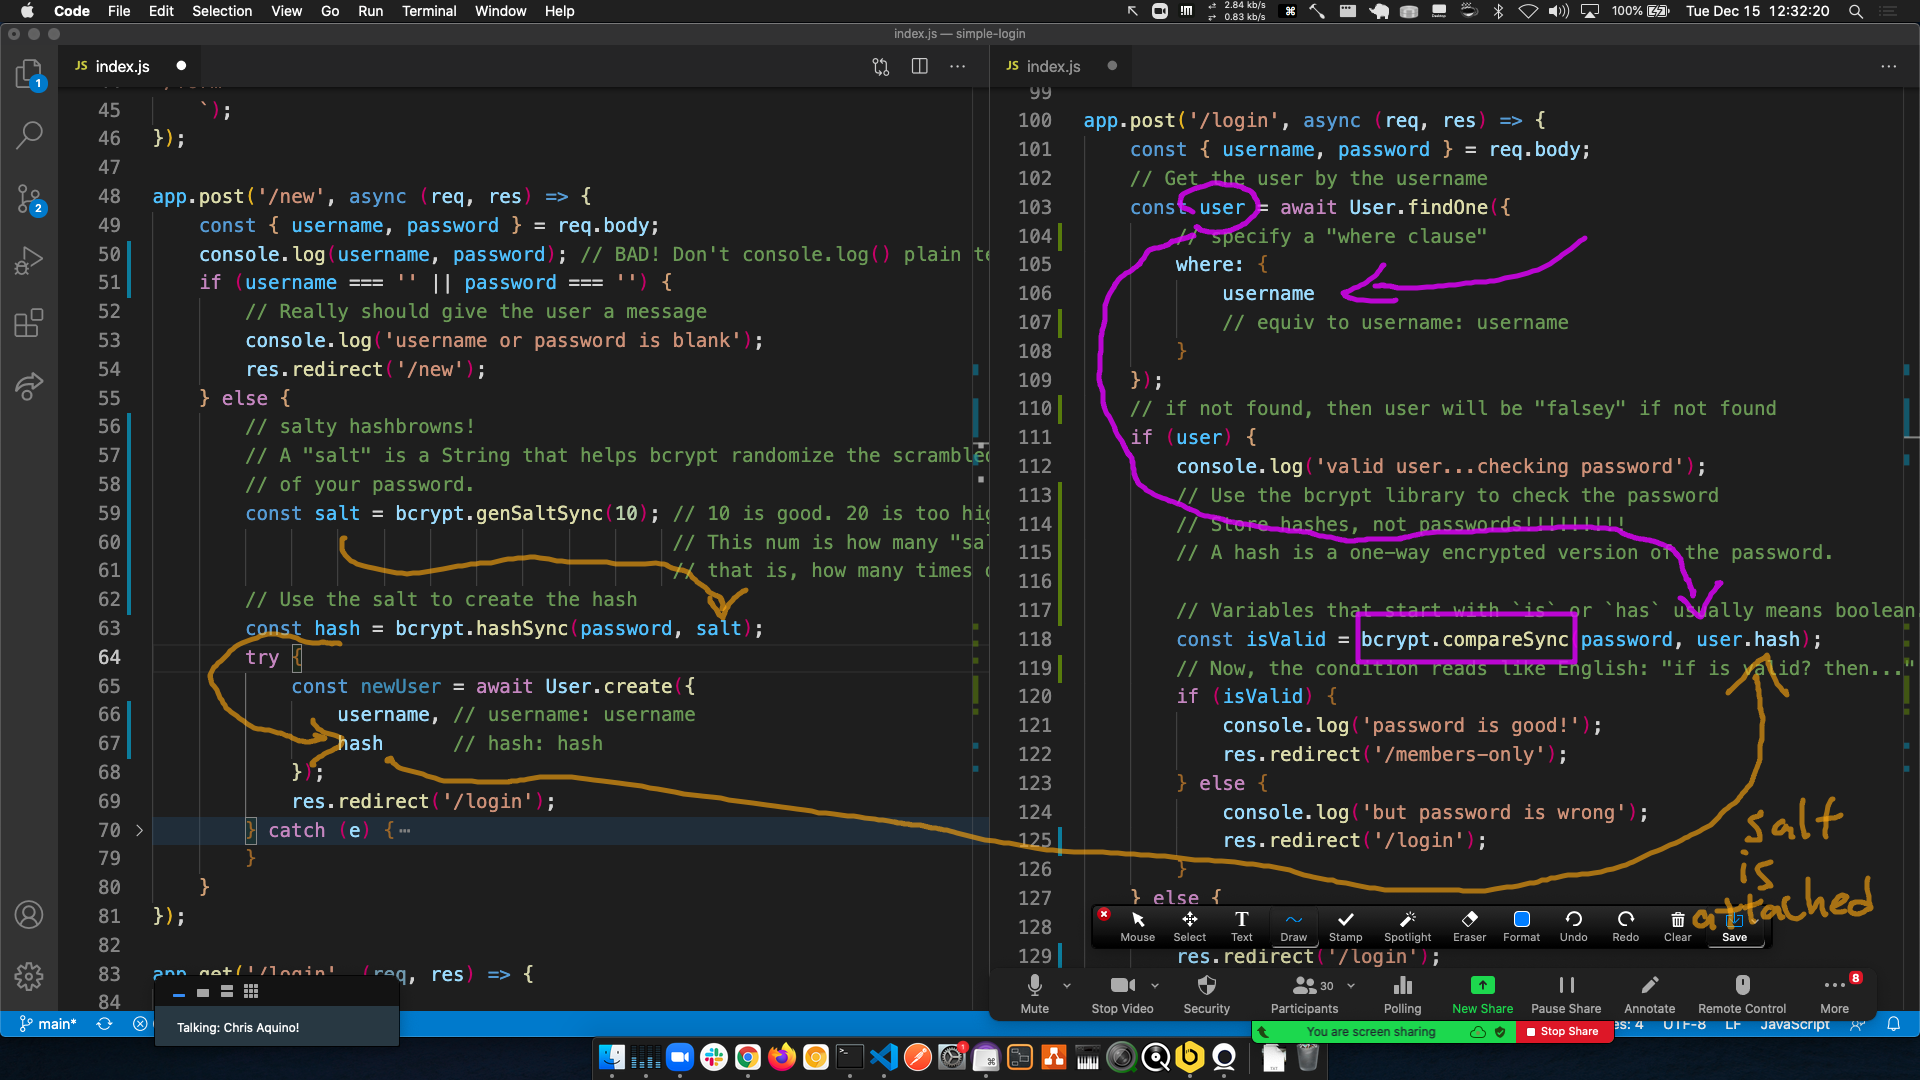 Code File Edit Selection View Go Run Terminal Window Help
2.84 kb/s
0.83 kb/s
100% Tue Dec 15 12:32:20
index.js — simple-login
JS index.js
45 `);
46 });
47
48 app.post('/new', async (req, res) => {
49 const { username, password } = req.body;
50 console.log(username, password); // BAD! Don't console.log() plain te
51 if (username === '' || password === '') {
52 // Really should give the user a message
53 console.log('username or password is blank');
54 res.redirect('/new');
55 } else {
56 // salty hashbrowns!
57 // A "salt" is a String that helps bcrypt randomize the scrambled
58 // of your password.
59 const salt = bcrypt.genSaltSync(10); // 10 is good. 20 is too hig
60 // This num is how many "sal
61 // that is, how many times
62 // Use the salt to create the hash
63 const hash = bcrypt.hashSync(password, salt);
64 try {
65 const newUser = await User.create({
66 username, // username: username
67 hash // hash: hash
68 });
69 res.redirect('/login');
70 } catch (e) {⋯
79 }
80 }
81 });
82
83 app.get('/login', (req, res) => {
84
JS index.js
99
100 app.post('/login', async (req, res) => {
101 const { username, password } = req.body;
102 // Get the user by the username
103 const user = await User.findOne({
104 // specify a "where clause"
105 where: {
106 username
107 // equiv to username: username
108 }
109 });
110 // if not found, then user will be "falsey" if not found
111 if (user) {
112 console.log('valid user...checking password');
113 // Use the bcrypt library to check the password
114 // Store hashes, not passwords!!!!!!!!!
115 // A hash is a one-way encrypted version of the password.
116
117 // Variables that start with `is` or `has` usually means boolean
118 const isValid = bcrypt.compareSync password, user.hash);
119 // Now, the condition reads like English: "if is valid? then..."
120 if (isValid) {
121 console.log('password is good!');
122 res.redirect('/members-only');
123 } else {
124 console.log('but password is wrong');
125 res.redirect('/login');
126 }
127 } else {
128
129 res.redirect('/login');
salt
is
attached
Mouse Select Text Draw Stamp Spotlight Eraser Format Undo Redo Clear Save
Mute Stop Video Security Participants 30 Polling New Share Pause Share Annotate Remote Control More 8
You are screen sharing Stop Share
Talking: Chris Aquino!
1
2
main*
es: 4 UTF-8 LF JavaScript